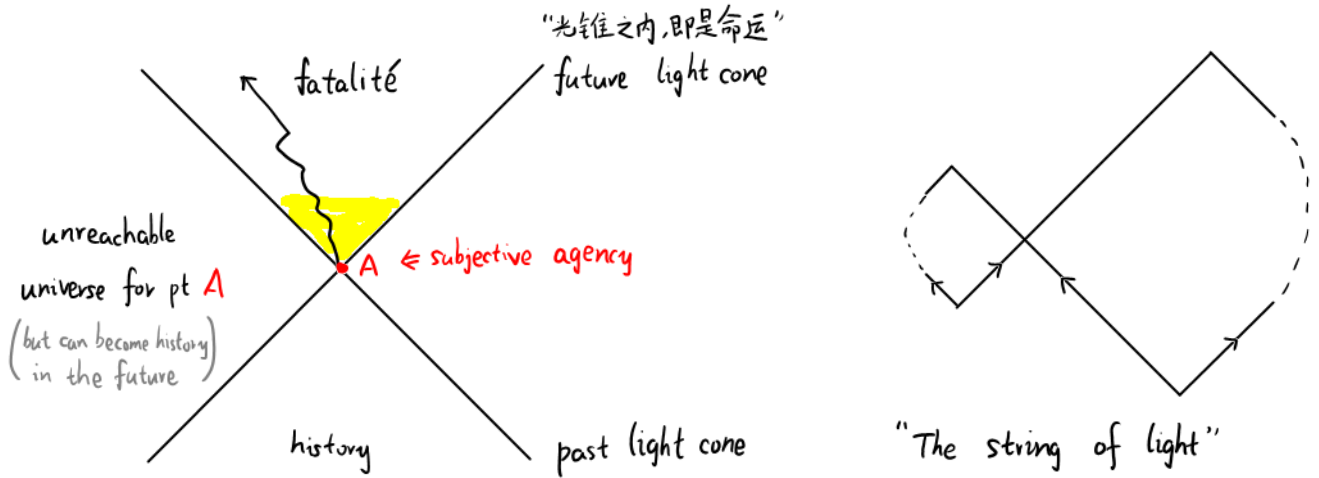 “光锥之内,即是命运”
fatalité
future light cone
unreachable
universe for pt A
(but can become history
in the future)
A ⇐ subjective agency
history
past light cone
“The string of light”